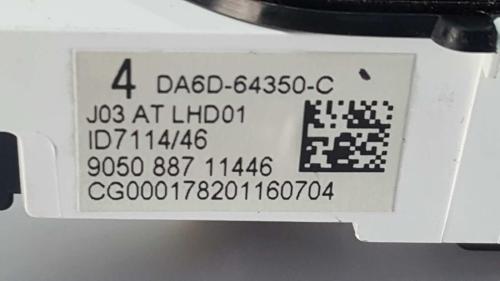 4 DA6D-64350-C
J03 AT LHD01
ID7114/46
9050 887 11446
CG000178201160704